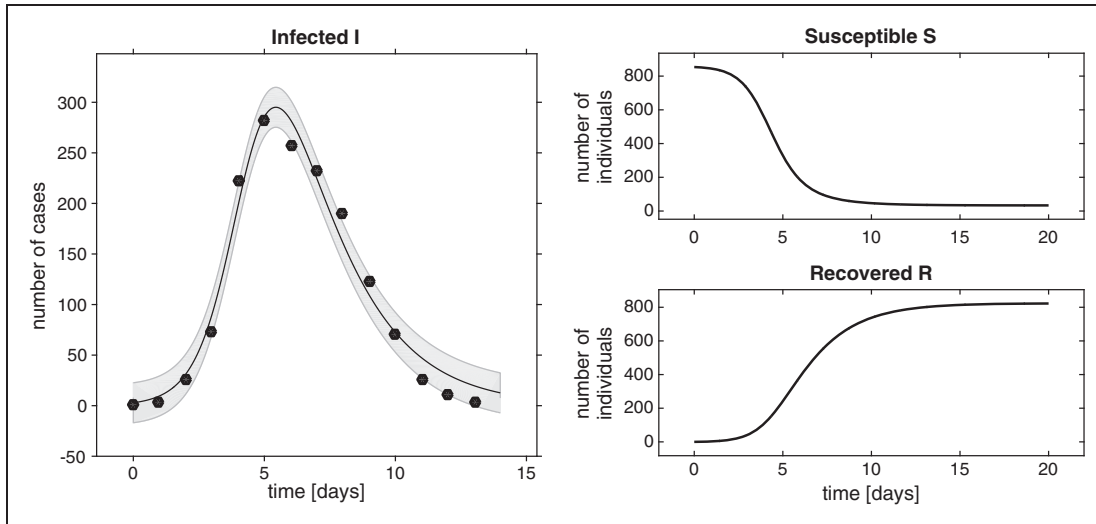 Infected I
number of cases
300
250
200
150
100
50
0
-50
0 5 10 15
time [days]
Susceptible S
number of
individuals
800
600
400
200
0
0 5 10 15 20
Recovered R
number of
individuals
800
600
400
200
0
0 5 10 15 20
time [days]